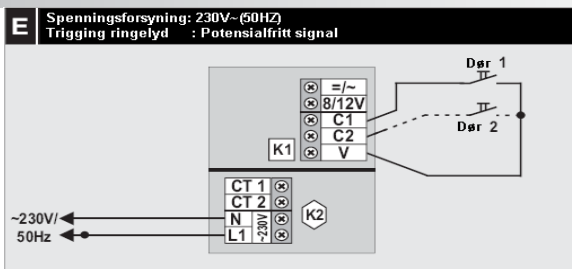 E
Spenningsforsyning: 230V~(50HZ)
Trigging ringelyd : Potensialfritt signal
=/~
8/12V
C1
C2
V
K1
Dør 1
Dør 2
CT 1
CT 2
N
L1
~230V
K2
~230V/
50Hz